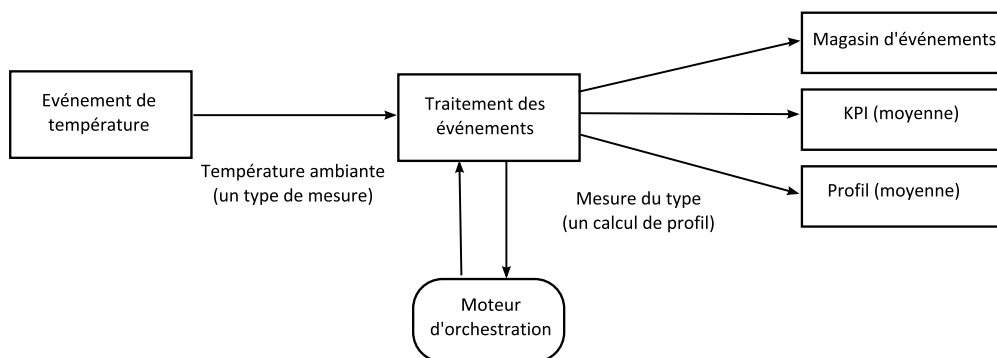 Evénement de
température
Température ambiante
(un type de mesure)
Traitement des
événements
Mesure du type
(un calcul de profil)
Moteur
d'orchestration
Magasin d'événements
KPI (moyenne)
Profil (moyenne)